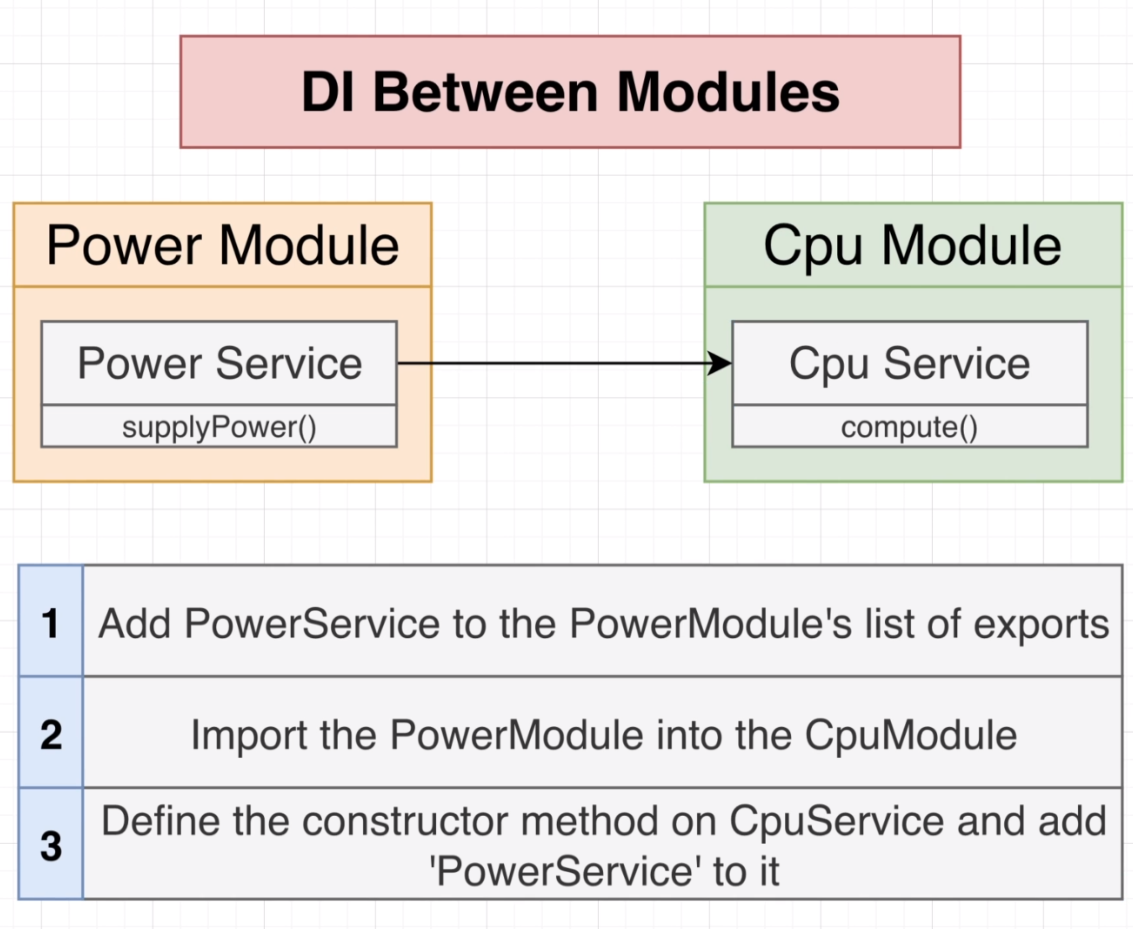 DI Between Modules
Power Module
Cpu Module
Power Service
supplyPower()
Cpu Service
compute()
1 Add PowerService to the PowerModule's list of exports
2 Import the PowerModule into the CpuModule
3 Define the constructor method on CpuService and add
'PowerService' to it